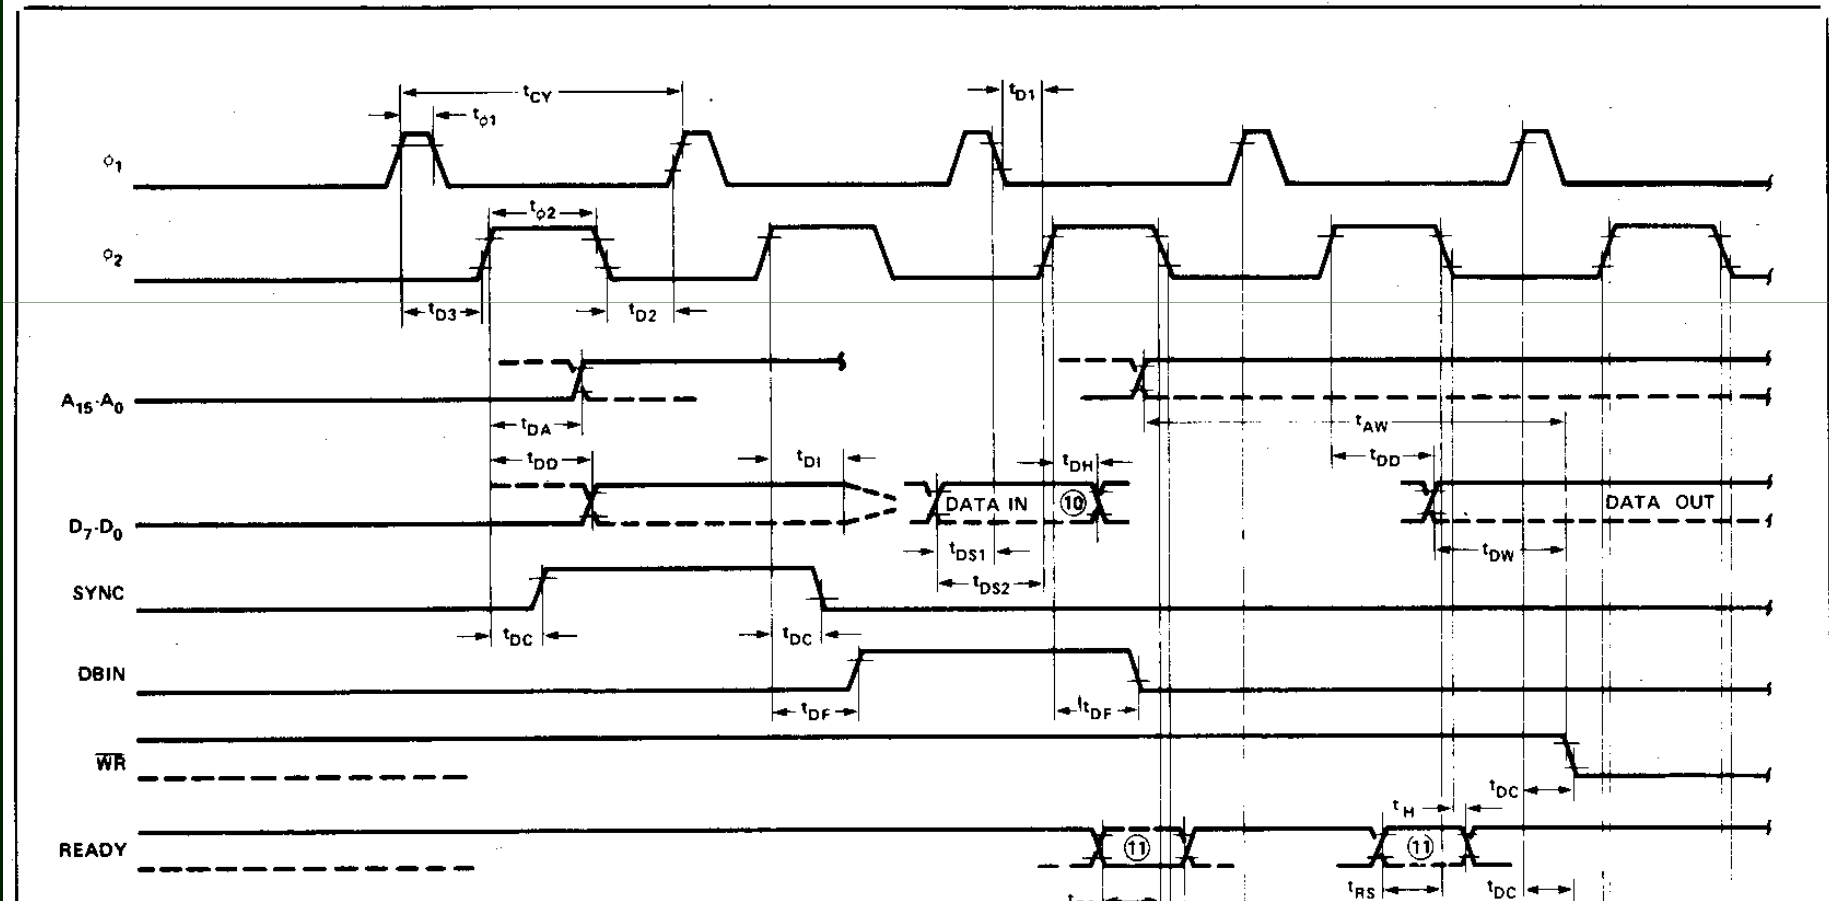 tCY
tD1
tφ1
φ1
tφ2
φ2
tD3
tD2
A15-A0
tDA
tAW
tDD
tDI
tDH
tDD
D7-D0
DATA IN
10
DATA OUT
tDS1
tDW
tDS2
SYNC
tDC
tDC
DBIN
tDF
tDF
WR
tDC
tH
READY
11
11
tRS
tDC